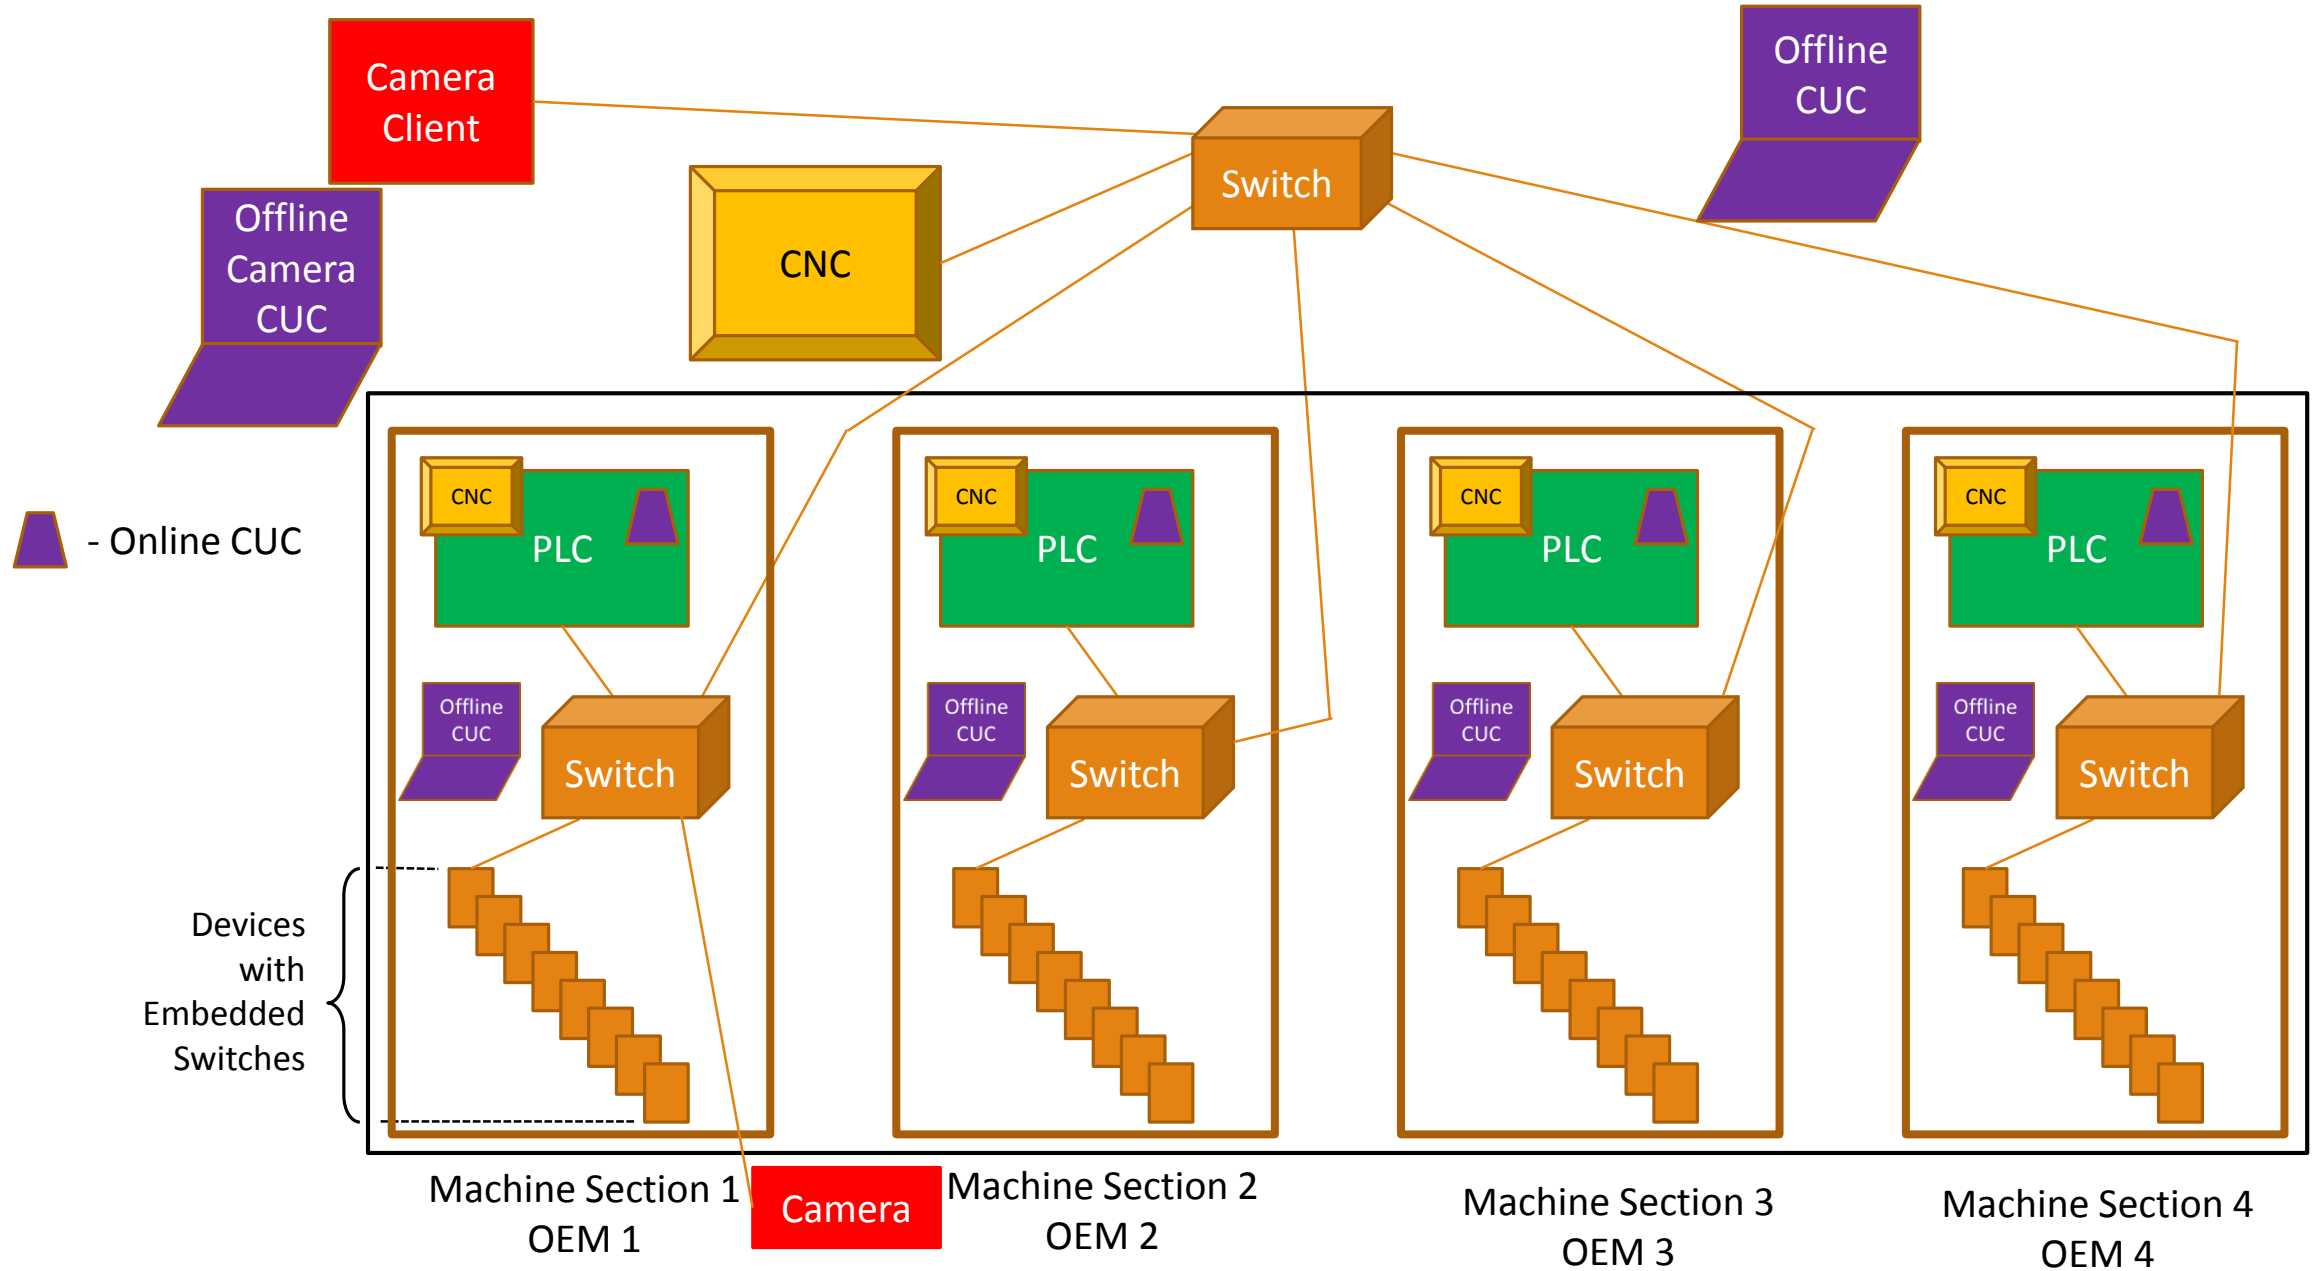 Camera
Client
Offline
CUC
Switch
Offline
Camera
CUC
CNC
- Online CUC
CNC
PLC
Offline
CUC
Switch
CNC
PLC
Offline
CUC
Switch
CNC
PLC
Offline
CUC
Switch
CNC
PLC
Offline
CUC
Switch
Devices
with
Embedded
Switches
Machine Section 1
OEM 1
Camera
Machine Section 2
OEM 2
Machine Section 3
OEM 3
Machine Section 4
OEM 4